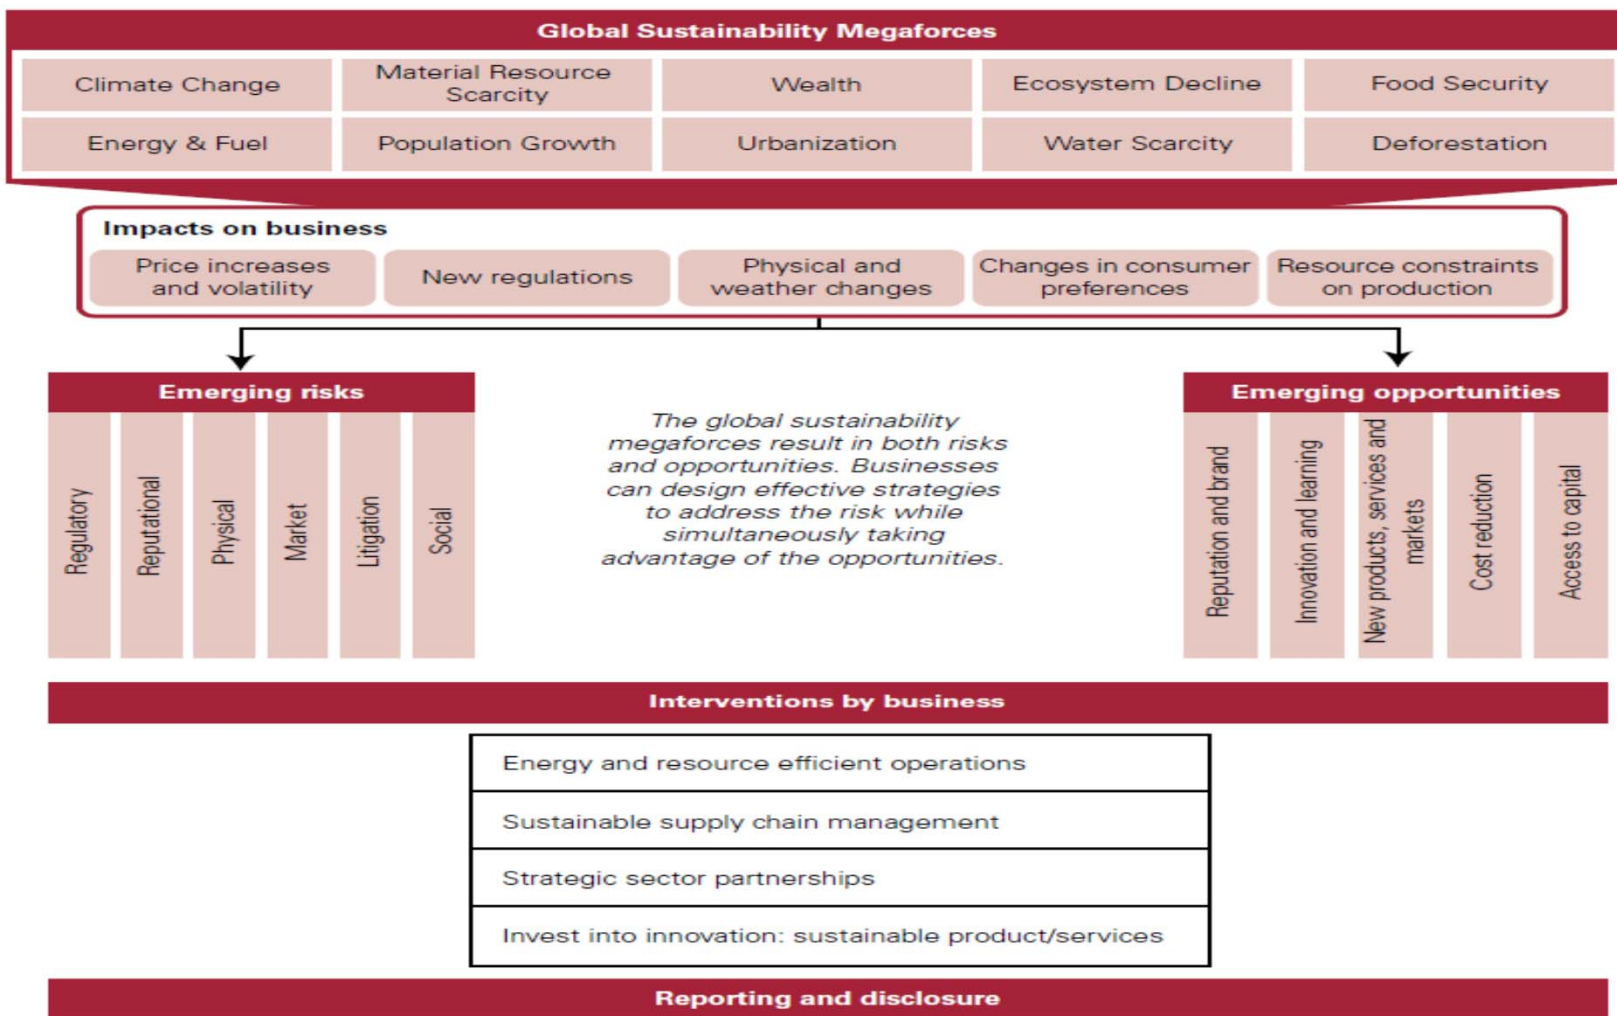 Global Sustainability Megaforces
Climate Change
Material Resource
Scarcity
Wealth
Ecosystem Decline
Food Security
Energy & Fuel
Population Growth
Urbanization
Water Scarcity
Deforestation
Impacts on business
Price increases
and volatility
New regulations
Physical and
weather changes
Changes in consumer
preferences
Resource constraints
on production
Emerging risks
Regulatory
Reputational
Physical
Market
Litigation
Social
The global sustainability
megaforces result in both risks
and opportunities. Businesses
can design effective strategies
to address the risk while
simultaneously taking
advantage of the opportunities.
Emerging opportunities
Reputation and brand
Innovation and learning
New products, services and
markets
Cost reduction
Access to capital
Interventions by business
Energy and resource efficient operations
Sustainable supply chain management
Strategic sector partnerships
Invest into innovation: sustainable product/services
Reporting and disclosure